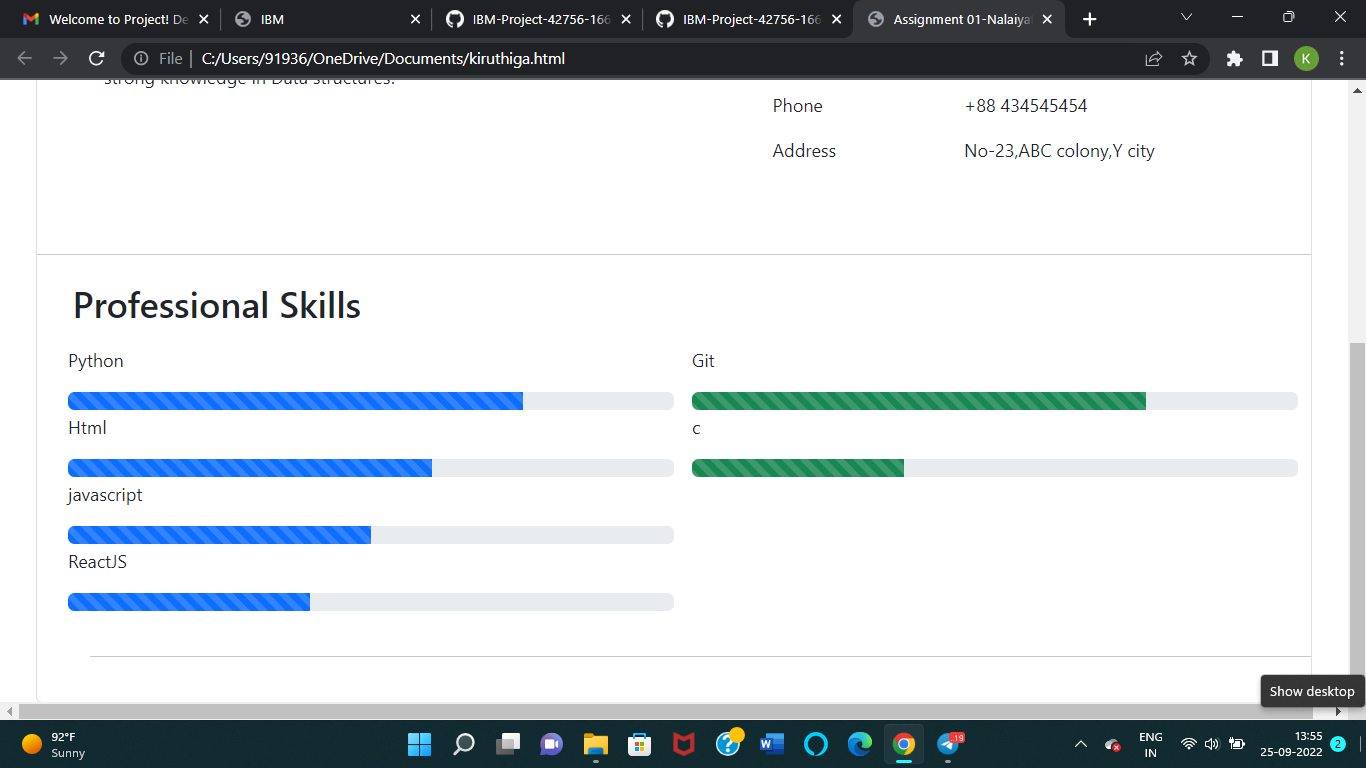 Welcome to Project! De
IBM
IBM-Project-42756-166
IBM-Project-42756-166
Assignment 01-Nalaiya
File
C:/Users/91936/OneDrive/Documents/kiruthiga.html
K
strong knowledge in Data structures.
Phone +88 434545454
Address No-23,ABC colony,Y city
Professional Skills
Python
Git
Html
c
javascript
ReactJS
Show desktop
92°F
Sunny
19
ENG
IN
13:55
25-09-2022
2